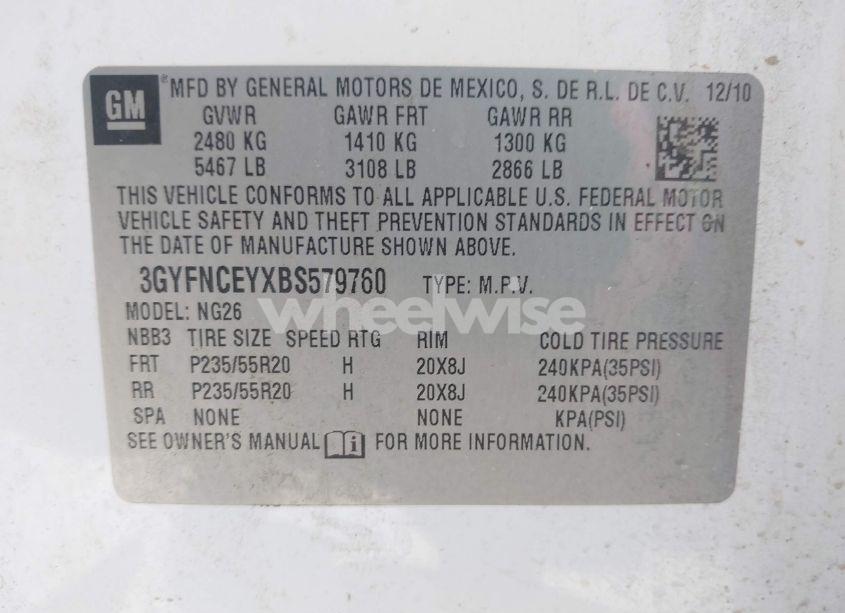 GM ® MFD BY GENERAL MOTORS DE MEXICO, S. DE R.L. DE C.V. 12/10
GVWR GAWR FRT GAWR RR
2480 KG 1410 KG 1300 KG
5467 LB 3108 LB 2866 LB
THIS VEHICLE CONFORMS TO ALL APPLICABLE U.S. FEDERAL MOTOR
VEHICLE SAFETY AND THEFT PREVENTION STANDARDS IN EFFECT ON
THE DATE OF MANUFACTURE SHOWN ABOVE.
3GYFNCEYXBS579760 TYPE: M.P.V.
wheelwise
MODEL: NG26
NBB3 TIRE SIZE SPEED RTG RIM COLD TIRE PRESSURE
FRT P235/55R20 H 20X8J 240KPA(35PSI)
RR P235/55R20 H 20X8J 240KPA(35PSI)
SPA NONE NONE KPA(PSI)
SEE OWNER'S MANUAL i FOR MORE INFORMATION.